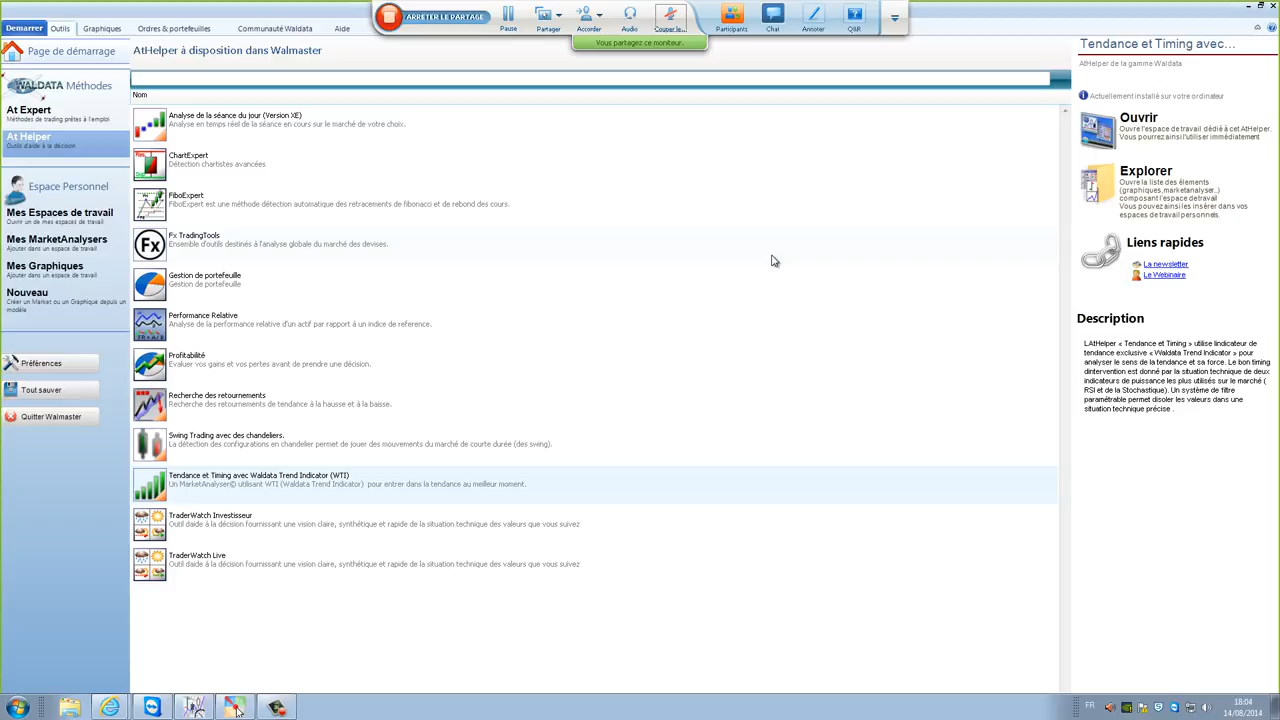 ARRETER LE PARTAGE
Pause
Partager
Accorder
Audio
Couper le...
Participants
Chat
Annoter
Q&R
Vous partagez ce moniteur.
Demarrer
Outils
Graphiques
Ordres & portefeuilles
Communauté Waldata
Aide
Page de démarrage
WALDATA Méthodes
At Expert
Méthodes de trading prêtes à l'emploi
At Helper
Outils d'aide à la décision
Espace Personnel
Mes Espaces de travail
Ouvrir un de mes espaces de travail
Mes MarketAnalysers
Ajouter dans un espace de travail
Mes Graphiques
Ajouter dans un espace de travail
Nouveau
Créer un Market ou un Graphique depuis un
modèle
Préférences
Tout sauver
Quitter Walmaster
AtHelper à disposition dans Walmaster
Nom
Analyse de la séance du jour (Version XE)
Analyse en temps réel de la séance en cours sur le marché de votre choix.
ChartExpert
Détection chartistes avancées
FiboExpert
FiboExpert est une méthode détection automatique des retracements de fibonacci et de rebond des cours.
Fx
Fx TradingTools
Ensemble d'outils destinés à l'analyse globale du marché des devises.
Gestion de portefeuille
Gestion de portefeuille
Performance Relative
Analyse de la performance relative d'un actif par rapport à un indice de reference.
Profitabilité
Evaluer vos gains et vos pertes avant de prendre une décision.
Recherche des retournements
Recherche des retournements de tendance à la hausse et à la baisse.
Swing Trading avec des chandeliers.
La détection des configurations en chandelier permet de jouer des mouvements du marché de courte durée (des swing).
Tendance et Timing avec Waldata Trend Indicator (WTI)
Un MarketAnalyser© utilisant WTI (Waldata Trend Indicator) pour entrer dans la tendance au meilleur moment.
TraderWatch Investisseur
Outil daide à la décision fournissant une vision claire, synthétique et rapide de la situation technique des valeurs que vous suivez
TraderWatch Live
Outil daide à la décision fournissant une vision claire, synthétique et rapide de la situation technique des valeurs que vous suivez
Tendance et Timing avec...
AtHelper de la gamme Waldata
Actuellement installé sur votre ordinateur
Ouvrir
Ouvre l'espace de travail dédié à cet AtHelper.
Vous pourrez ainsi l'utiliser immédiatement
Explorer
Ouvre la liste des élements
(graphiques,marketanalyser..)
composant l'espace detravail
Vous pouvez ainsi les insérer dans vos
espaces de travail personnels.
Liens rapides
La newsletter
Le Webinaire
Description
LAtHelper « Tendance et Timing » utilise lindicateur de
tendance exclusive « Waldata Trend Indicator » pour
analyser le sens de la tendance et sa force. Le bon timing
dintervention est donné par la situation technique de deux
indicateurs de puissance les plus utilisés sur le marché (
RSI et de la Stochastique). Un système de filtre
paramétrable permet disoler les valeurs dans une
situation technique précise .
FR
18:04
14/08/2014